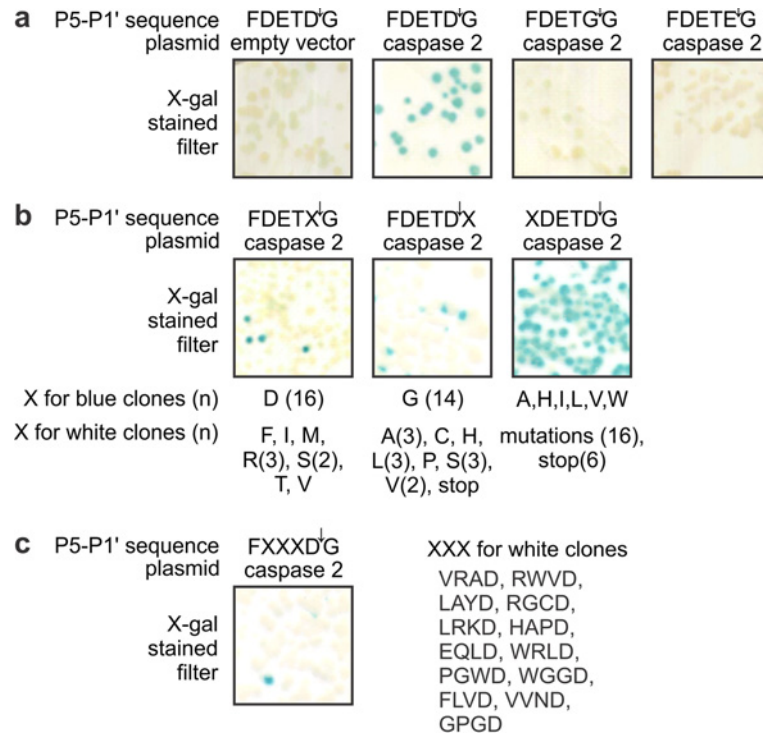 a
P5-P1' sequence FDETD↓G FDETD↓G FDETG↓G FDETE↓G
plasmid empty vector caspase 2 caspase 2 caspase 2
X-gal
stained
filter
b
P5-P1' sequence FDETX↓G FDETD↓X XDETD↓G
plasmid caspase 2 caspase 2 caspase 2
X-gal
stained
filter
X for blue clones (n) D (16) G (14) A,H,I,L,V,W
X for white clones (n) F, I, M, A(3), C, H, mutations (16),
R(3), S(2), L(3), P, S(3), stop(6)
T, V V(2), stop
c
P5-P1' sequence FXXXD↓G XXX for white clones
plasmid caspase 2
X-gal
stained
filter
VRAD, RWVD,
LAYD, RGCD,
LRKD, HAPD,
EQLD, WRLD,
PGWD, WGGD,
FLVD, VVND,
GPGD